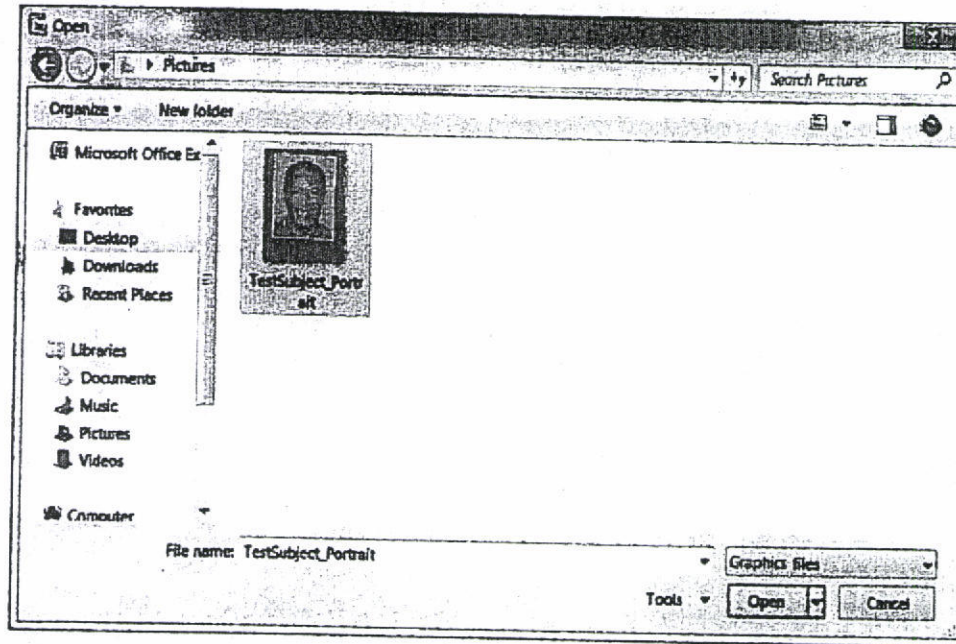 Open
Pictures
Search Pictures
Organize
New folder
Microsoft Office Ex
Favorites
Desktop
Downloads
Recent Places
Libraries
Documents
Music
Pictures
Videos
Computer
TestSubject_Portr
ait
File name: TestSubject_Portrait
Graphics files
Tools
Open
Cancel